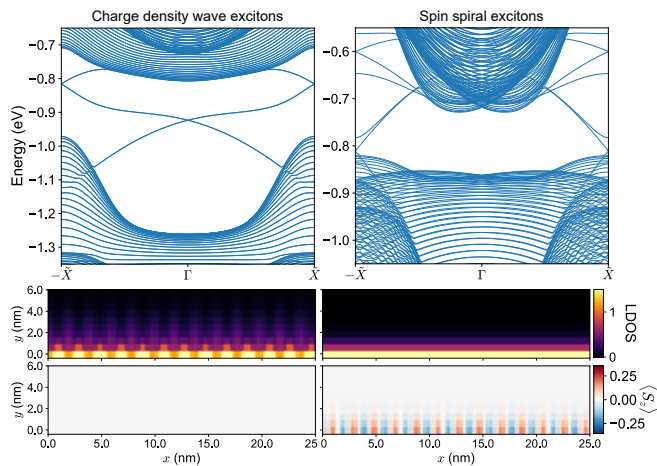 Charge density wave excitons
Spin spiral excitons
Energy (eV)
−0.7
−0.8
−0.9
−1.0
−1.1
−1.2
−1.3
−X̃
Γ
X̃
−0.6
−0.7
−0.8
−0.9
−1.0
−X̃
Γ
X̃
y (nm)
6.0
4.0
2.0
0.0
1
0
LDOS
y (nm)
6.0
4.0
2.0
0.0
0.0
5.0
10.0
15.0
20.0
25.0
x (nm)
0.0
5.0
10.0
15.0
20.0
25.0
x (nm)
0.25
0.00
−0.25
⟨S_z⟩